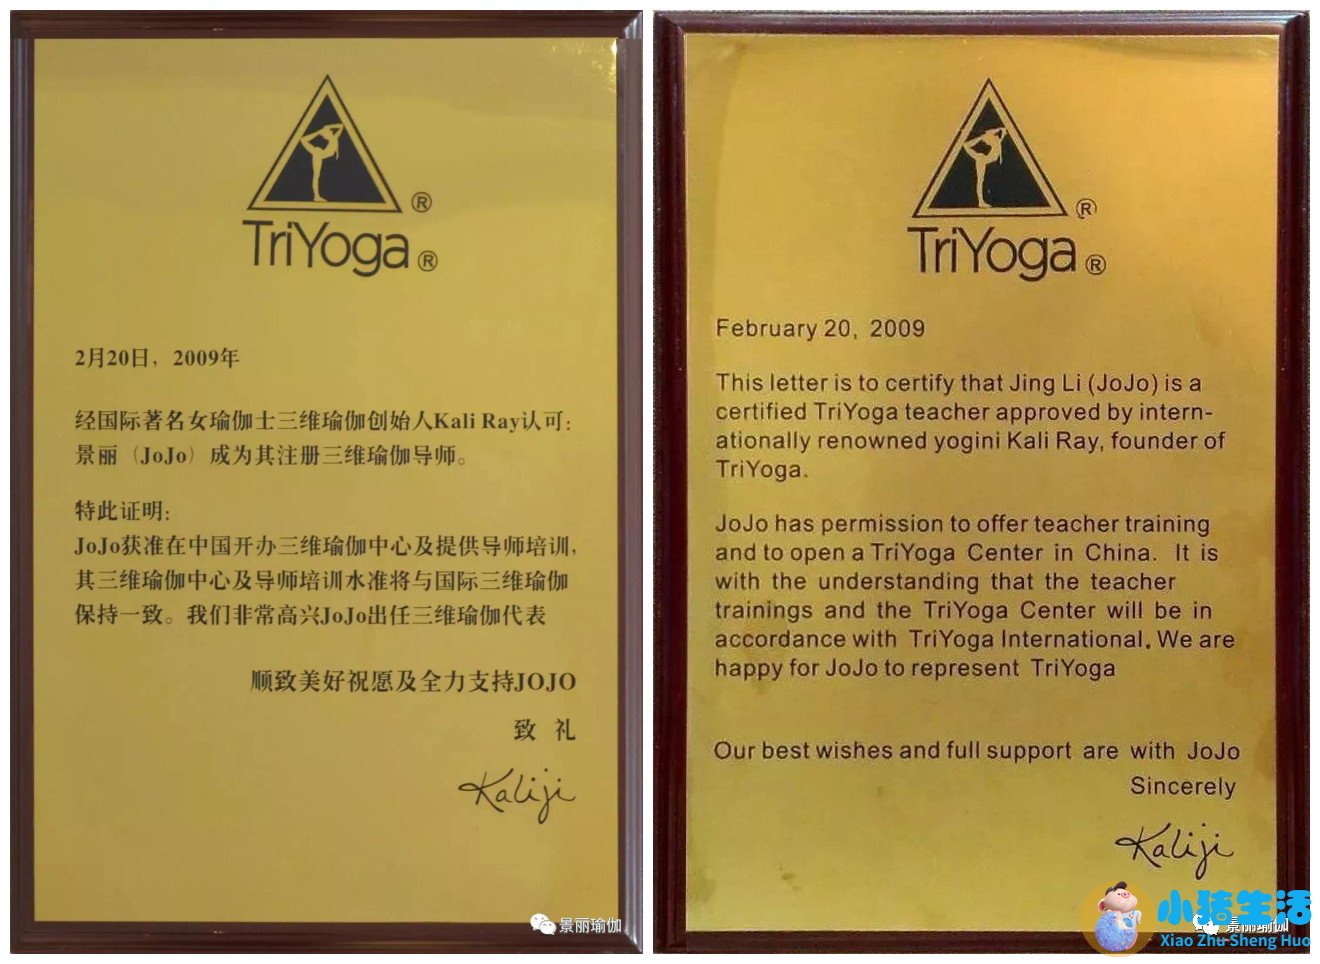 TriYoga®
2月20日，2009年
经国际著名女瑜伽士三维瑜伽创始人Kali Ray认可：
景丽（JoJo）成为其注册三维瑜伽导师。
特此证明：
JoJo获准在中国开办三维瑜伽中心及提供导师培训，
其三维瑜伽中心及导师培训水准将与国际三维瑜伽
保持一致。我们非常高兴JoJo出任三维瑜伽代表
顺致美好祝愿及全力支持JOJO
致 礼
Kaliji
景丽瑜伽
TriYoga®
February 20, 2009
This letter is to certify that Jing Li (JoJo) is a
certified TriYoga teacher approved by intern-
ationally renowned yogini Kali Ray, founder of
TriYoga.
JoJo has permission to offer teacher training
and to open a TriYoga Center in China. It is
with the understanding that the teacher
trainings and the TriYoga Center will be in
accordance with TriYoga International. We are
happy for JoJo to represent TriYoga
Our best wishes and full support are with JoJo
Sincerely
Kaliji
景丽瑜伽
小猪生活
Xiao Zhu Sheng Huo